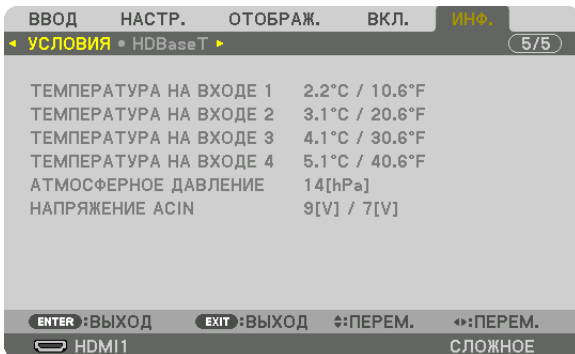 ВВОД НАСТР. ОТОБРАЖ. ВКЛ. ИНФ.
УСЛОВИЯ • HDBaseT 5/5
ТЕМПЕРАТУРА НА ВХОДЕ 1 2.2°C / 10.6°F
ТЕМПЕРАТУРА НА ВХОДЕ 2 3.1°C / 20.6°F
ТЕМПЕРАТУРА НА ВХОДЕ 3 4.1°C / 30.6°F
ТЕМПЕРАТУРА НА ВХОДЕ 4 5.1°C / 40.6°F
АТМОСФЕРНОЕ ДАВЛЕНИЕ 14[hPa]
НАПРЯЖЕНИЕ ACIN 9[V] / 7[V]
ENTER :ВЫХОД EXIT :ВЫХОД :ПЕРЕМ. :ПЕРЕМ.
HDMI1 СЛОЖНОЕ